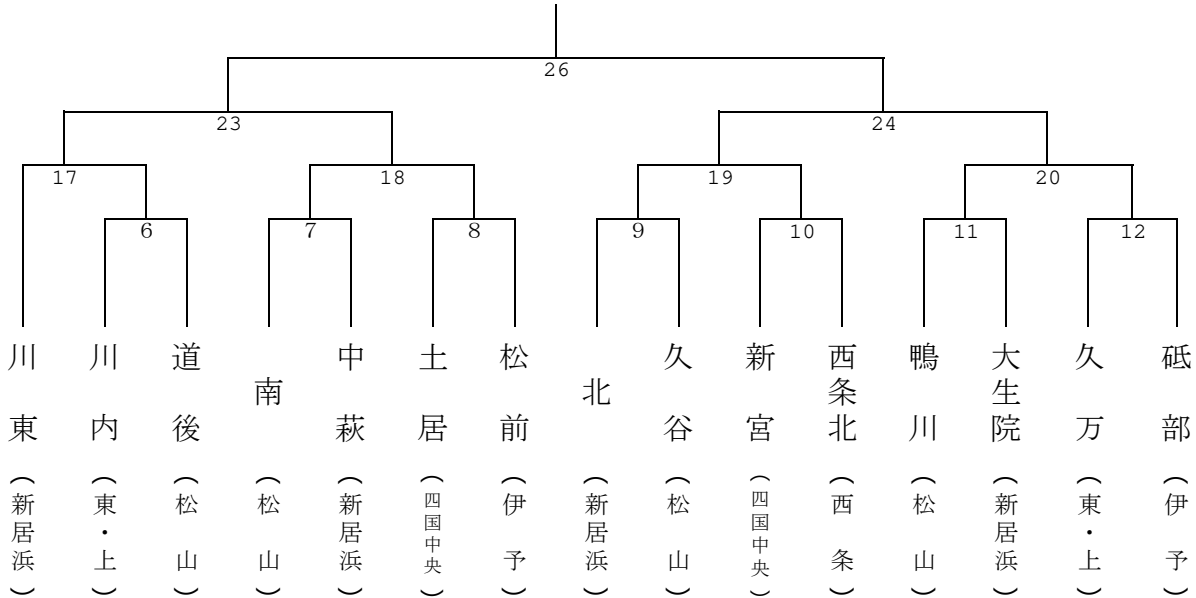 26
23
24
17
18
19
20
6
7
8
9
10
11
12
川東
川内
道後
南
中萩
土居
松前
北
久谷
新宮
西条北
鴨川
大生院
久万
砥部
(新居浜)
(東・上)
(松山)
(松山)
(新居浜)
(四国中央)
(伊予)
(新居浜)
(松山)
(四国中央)
(西条)
(松山)
(新居浜)
(東・上)
(伊予)